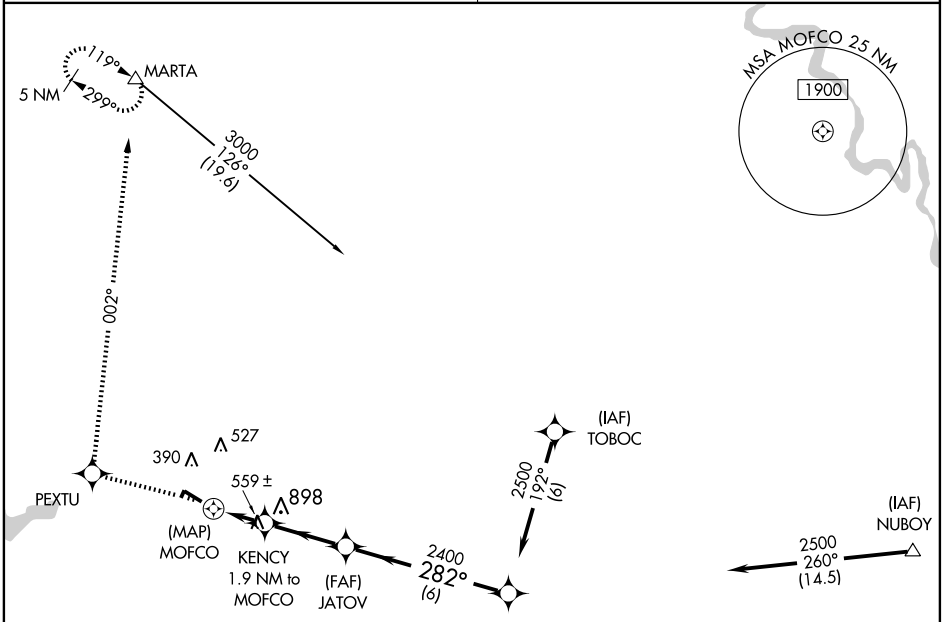 119°
299°
5 NM
MARTA
3000
126°
(19.6)
MSA MOFCO 25 NM
1900
002°
(IAF)
TOBOC
2500
192°
(6)
527
390
559 ±
898
PEXTU
(MAP)
MOFCO
KENCY
1.9 NM to
MOFCO
(FAF)
JATOV
2400
282°
(6)
(IAF)
NUBOY
2500
260°
(14.5)